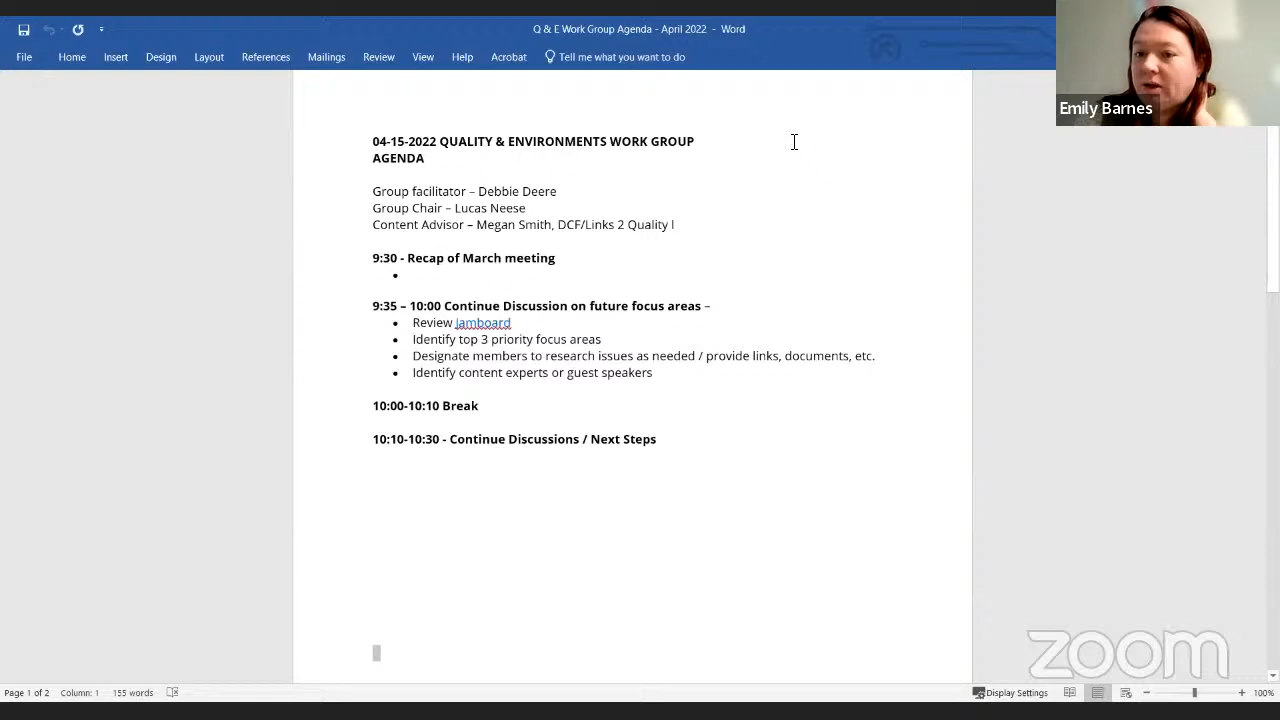 Q & E Work Group Agenda - April 2022 - Word
File Home Insert Design Layout References Mailings Review View Help Acrobat Tell me what you want to do
Emily Barnes
04-15-2022 QUALITY & ENVIRONMENTS WORK GROUP
AGENDA
Group facilitator – Debbie Deere
Group Chair – Lucas Neese
Content Advisor – Megan Smith, DCF/Links 2 Quality l
9:30 - Recap of March meeting
•
9:35 – 10:00 Continue Discussion on future focus areas –
• Review Jamboard
• Identify top 3 priority focus areas
• Designate members to research issues as needed / provide links, documents, etc.
• Identify content experts or guest speakers
10:00-10:10 Break
10:10-10:30 - Continue Discussions / Next Steps
zoom
Page 1 of 2 Column: 1 155 words Display Settings 100%